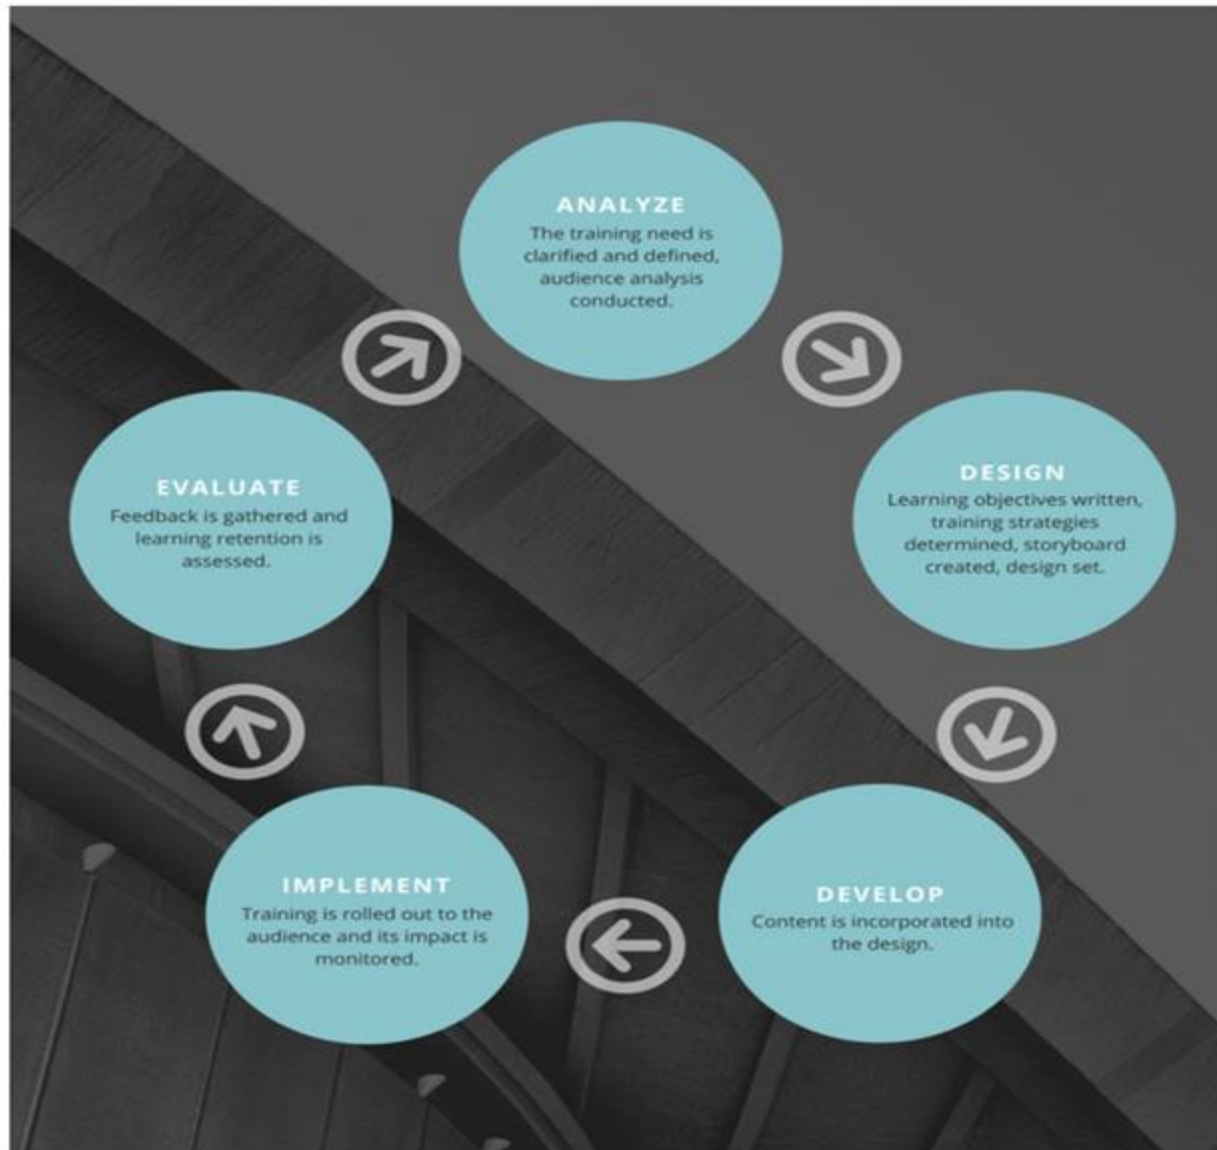 ANALYZE
The training need is
clarified and defined,
audience analysis
conducted.
DESIGN
Learning objectives written,
training strategies
determined, storyboard
created, design set.
DEVELOP
Content is incorporated into
the design.
IMPLEMENT
Training is rolled out to the
audience and its impact is
monitored.
EVALUATE
Feedback is gathered and
learning retention is
assessed.